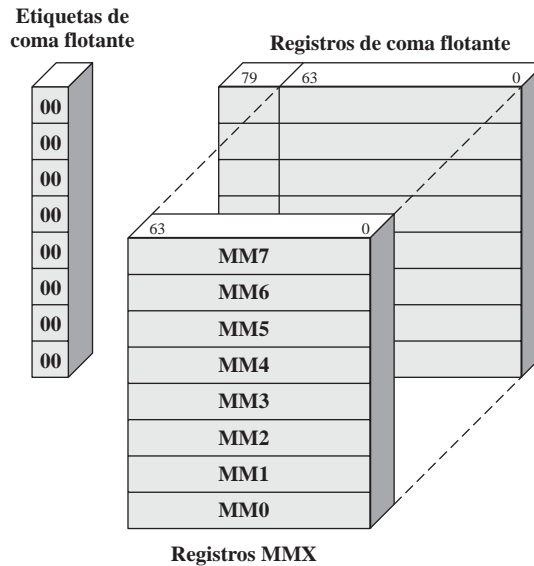 Etiquetas de
coma flotante
Registros de coma flotante
79 63 0
00
00
00
00
00
00
00
00
63 0
MM7
MM6
MM5
MM4
MM3
MM2
MM1
MM0
Registros MMX